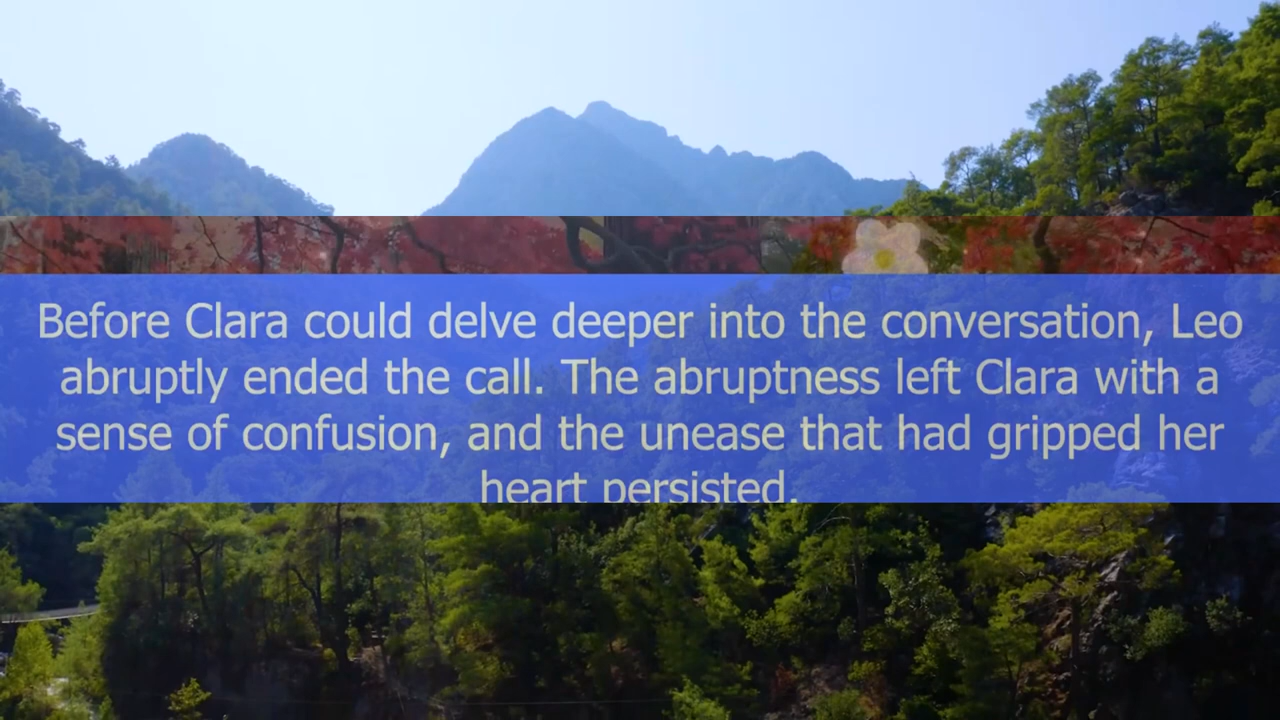 Before Clara could delve deeper into the conversation, Leo
abruptly ended the call. The abruptness left Clara with a
sense of confusion, and the unease that had gripped her
heart persisted.